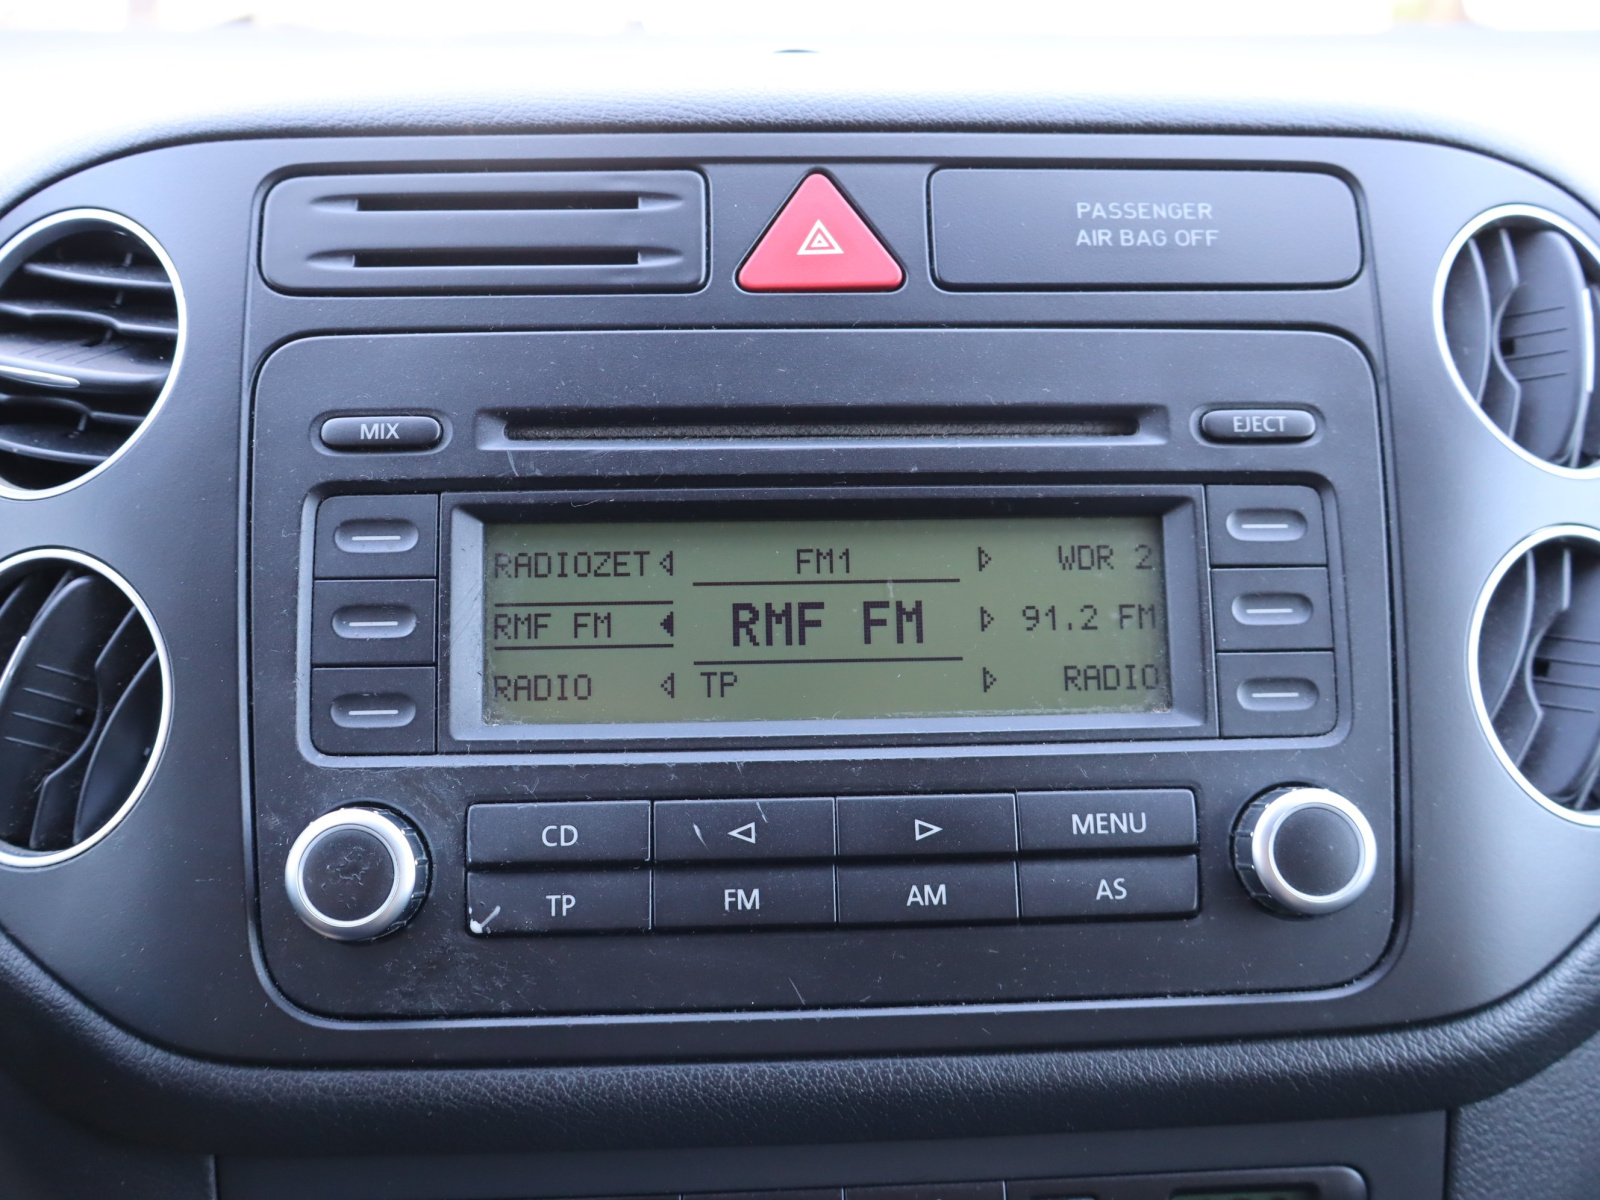 PASSENGER
AIR BAG OFF
MIX
EJECT
RADIOZET FM1 WDR 2
RMF FM RMF FM 91.2 FM
RADIO TP RADIO
CD MENU
TP FM AM AS